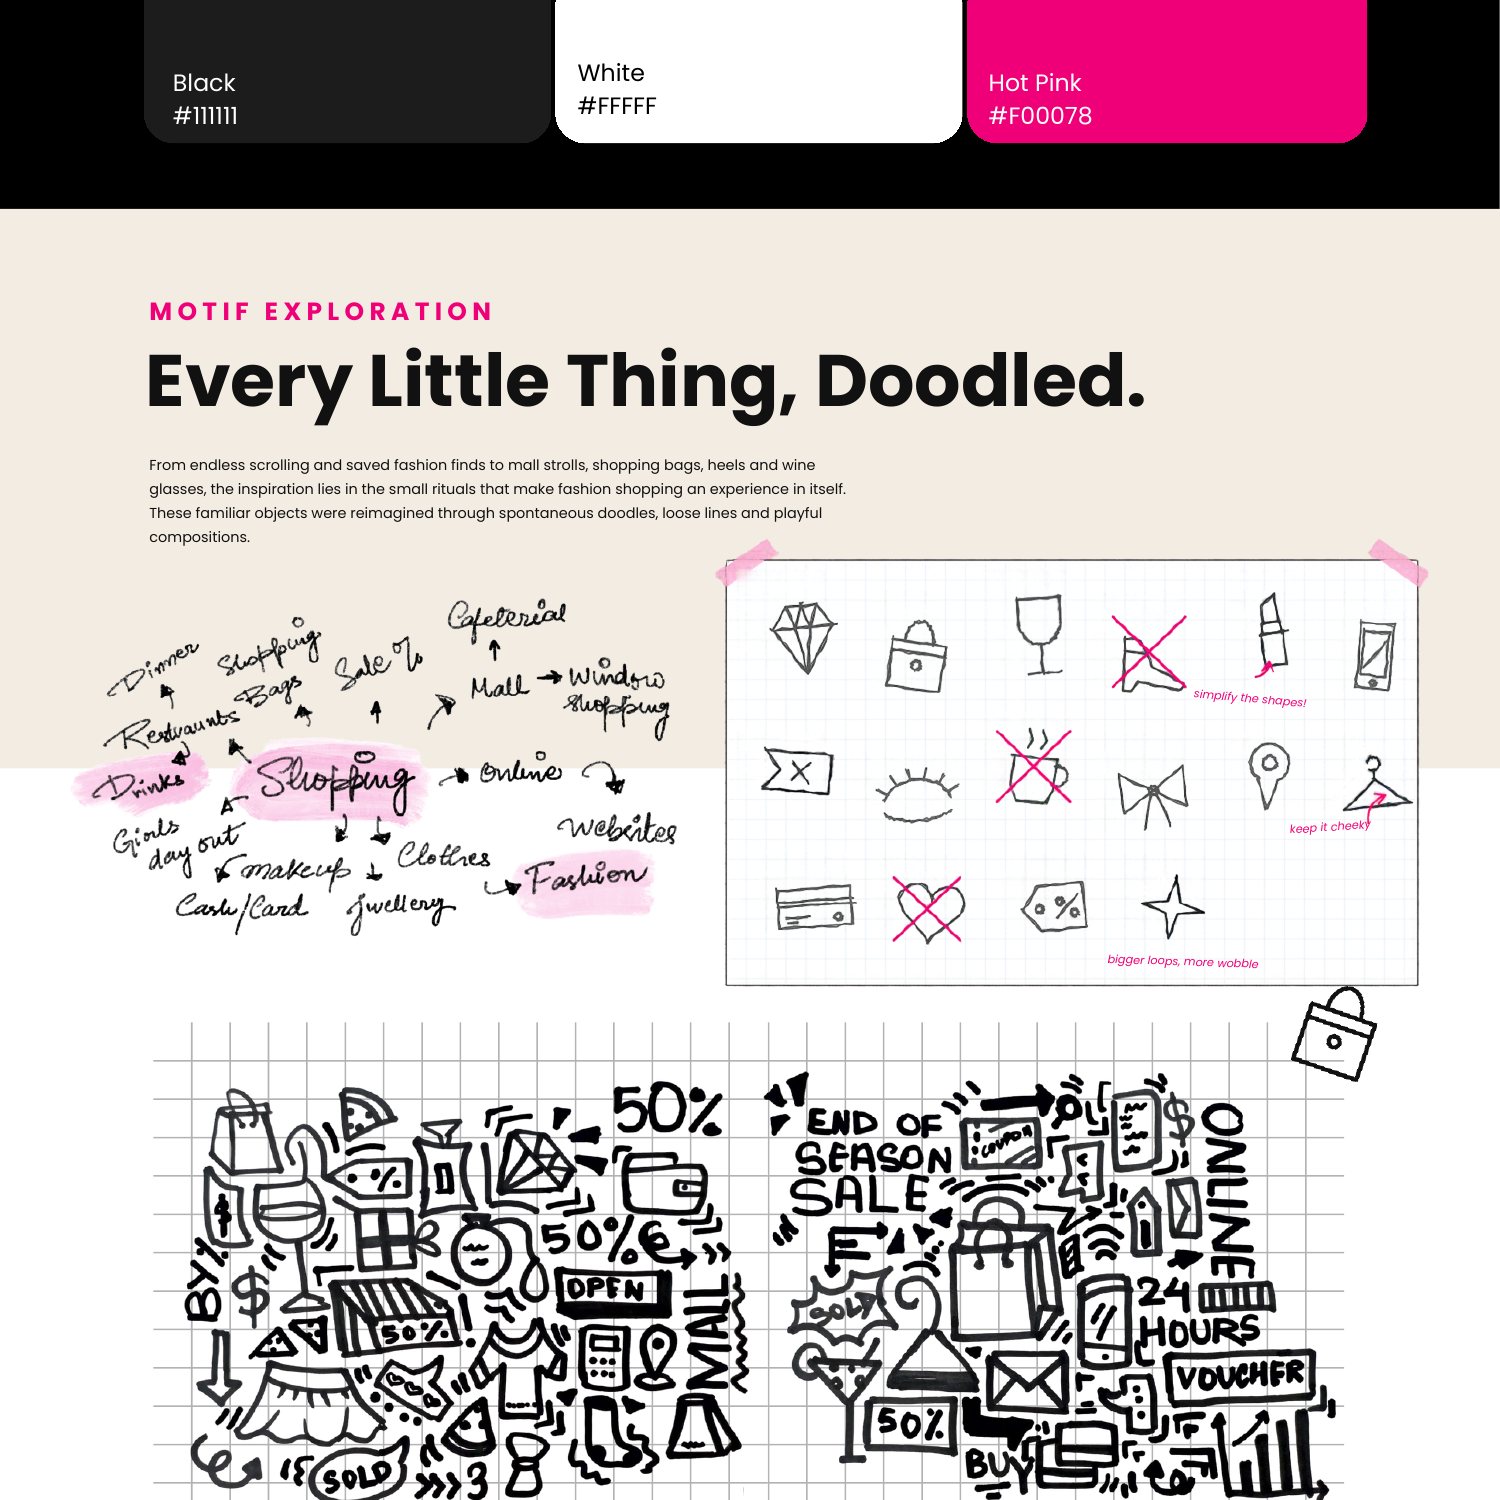 Black
#111111
White
#FFFFF
Hot Pink
#F00078
MOTIF EXPLORATION
Every Little Thing, Doodled.
From endless scrolling and saved fashion finds to mall strolls, shopping bags, heels and wine
glasses, the inspiration lies in the small rituals that make fashion shopping an experience in itself.
These familiar objects were reimagined through spontaneous doodles, loose lines and playful
compositions.
Cafeterial
Dinner
Shopping
Bags
Sale %
Mall
Window
Shopping
Restraunts
Drinks
Shopping
Online
Girls
day out
Websites
makeup
Clothes
Fashion
Cash/Card
jwellery
simplify the shapes!
X
keep it cheeky
%
bigger loops, more wobble
50%
%
$
50%
BY%
$
OPEN
50%
MALL
SOLD
3
END OF
SEASON
SALE
COUPON
$
ONLINE
SOLD
24
HOURS
VOUCHER
50%
BUY